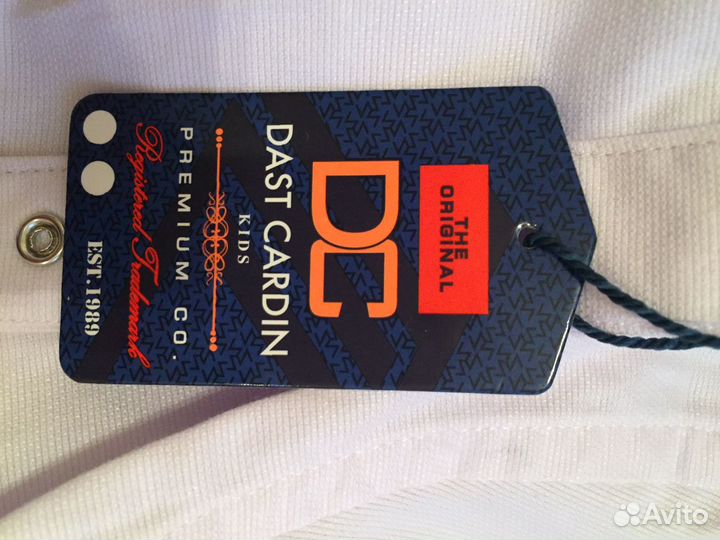 THE
ORIGINAL
DC
DAST CARDIN
KIDS
PREMIUM CO.
Registered Trademark
EST.1989
Avito